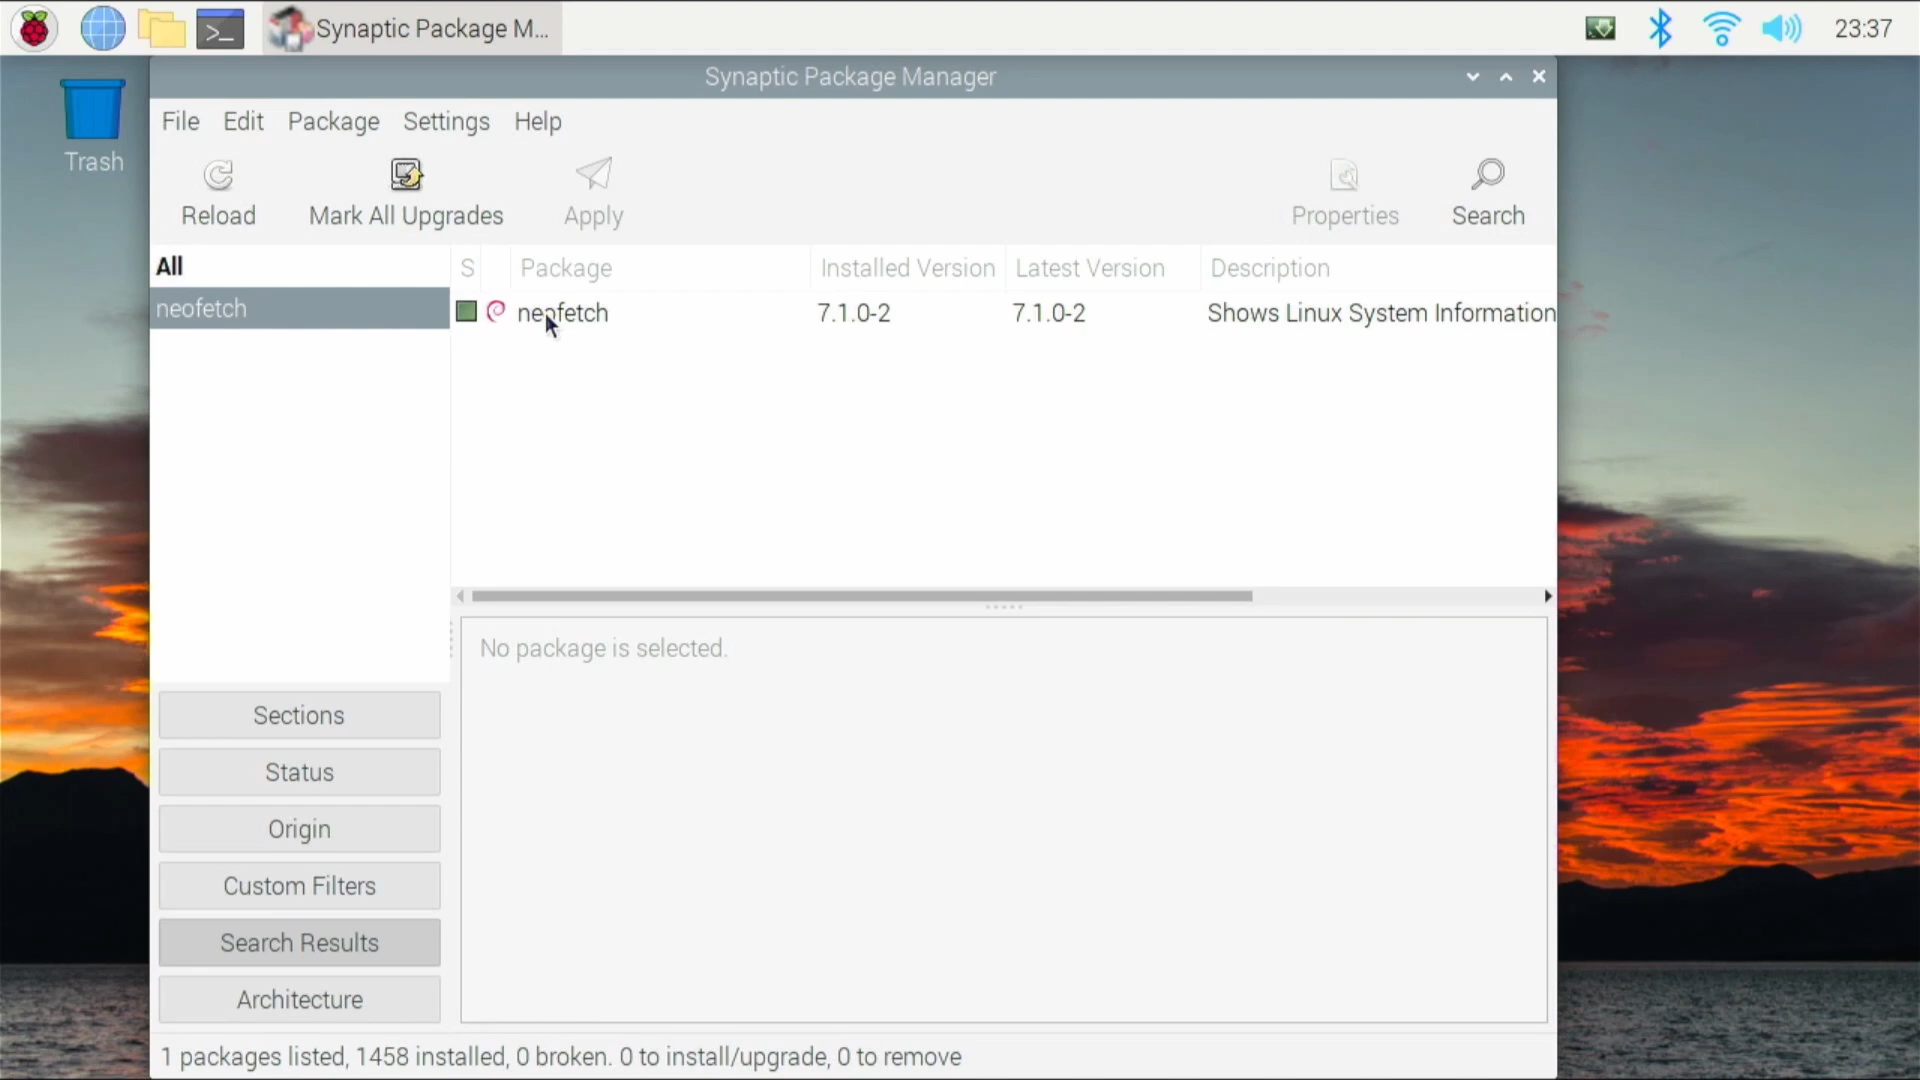 Synaptic Package M...
23:37
Trash
Synaptic Package Manager
File Edit Package Settings Help
Reload Mark All Upgrades Apply Properties Search
All
neofetch
S Package Installed Version Latest Version Description
neofetch 7.1.0-2 7.1.0-2 Shows Linux System Information
No package is selected.
Sections
Status
Origin
Custom Filters
Search Results
Architecture
1 packages listed, 1458 installed, 0 broken. 0 to install/upgrade, 0 to remove